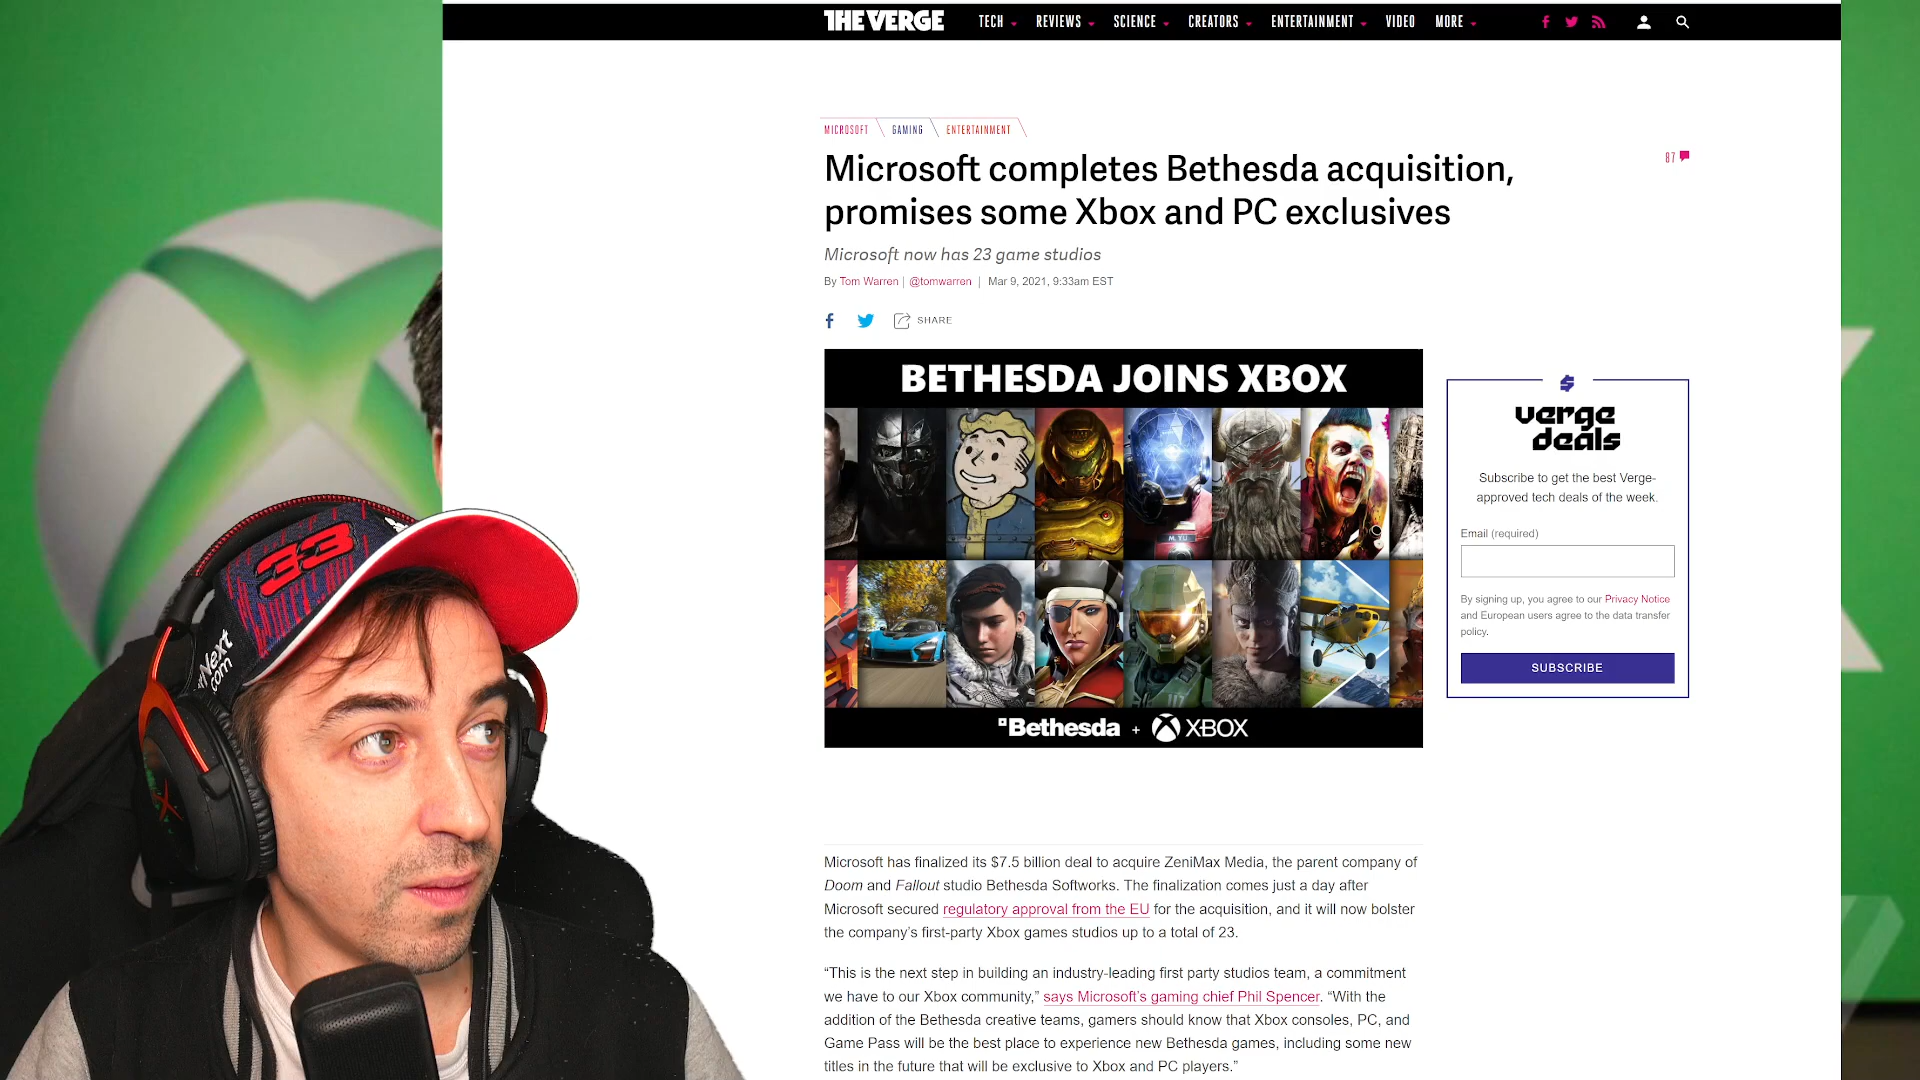 THE VERGE
TECH REVIEWS SCIENCE CREATORS ENTERTAINMENT VIDEO MORE
MICROSOFT GAMING ENTERTAINMENT
Microsoft completes Bethesda acquisition,
promises some Xbox and PC exclusives
87
Microsoft now has 23 game studios
By Tom Warren | @tomwarren | Mar 9, 2021, 9:33am EST
SHARE
BETHESDA JOINS XBOX
M. YU
Bethesda + XBOX
verge
deals
Subscribe to get the best Verge-
approved tech deals of the week.
Email (required)
By signing up, you agree to our Privacy Notice
and European users agree to the data transfer
policy.
SUBSCRIBE
33
Next
.com
Microsoft has finalized its $7.5 billion deal to acquire ZeniMax Media, the parent company of
Doom and Fallout studio Bethesda Softworks. The finalization comes just a day after
Microsoft secured regulatory approval from the EU for the acquisition, and it will now bolster
the company’s first-party Xbox games studios up to a total of 23.
“This is the next step in building an industry-leading first party studios team, a commitment
we have to our Xbox community,” says Microsoft’s gaming chief Phil Spencer. “With the
addition of the Bethesda creative teams, gamers should know that Xbox consoles, PC, and
Game Pass will be the best place to experience new Bethesda games, including some new
titles in the future that will be exclusive to Xbox and PC players.”